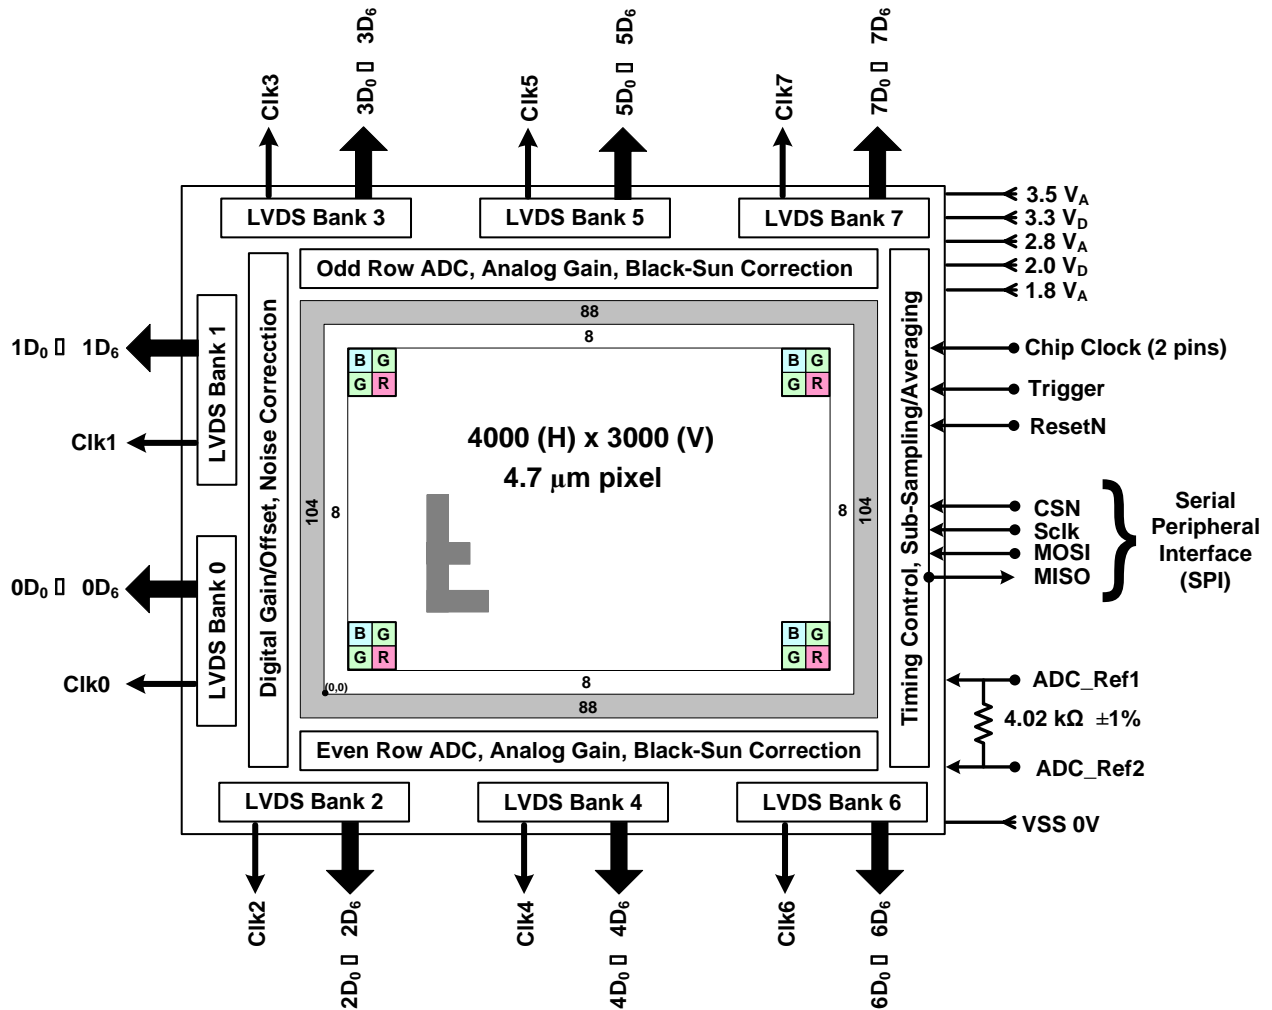 3D₀ ▯ 3D₆
5D₀ ▯ 5D₆
7D₀ ▯ 7D₆
Clk3
Clk5
Clk7
LVDS Bank 3
LVDS Bank 5
LVDS Bank 7
3.5 V_A
3.3 V_D
2.8 V_A
2.0 V_D
1.8 V_A
Odd Row ADC, Analog Gain, Black-Sun Correction
88
8
1D₀ ▯ 1D₆
Clk1
LVDS Bank 1
0D₀ ▯ 0D₆
Clk0
LVDS Bank 0
Digital Gain/Offset, Noise Correcction
104
8
B G
G R
B G
G R
4000 (H) x 3000 (V)
4.7 µm pixel
B G
G R
B G
G R
(0,0)
8
104
8
88
Timing Control, Sub-Sampling/Averaging
Chip Clock (2 pins)
Trigger
ResetN
CSN
Sclk
MOSI
MISO
Serial
Peripheral
Interface
(SPI)
ADC_Ref1
4.02 kΩ ±1%
ADC_Ref2
VSS 0V
Even Row ADC, Analog Gain, Black-Sun Correction
LVDS Bank 2
LVDS Bank 4
LVDS Bank 6
Clk2
2D₀ ▯ 2D₆
Clk4
4D₀ ▯ 4D₆
Clk6
6D₀ ▯ 6D₆